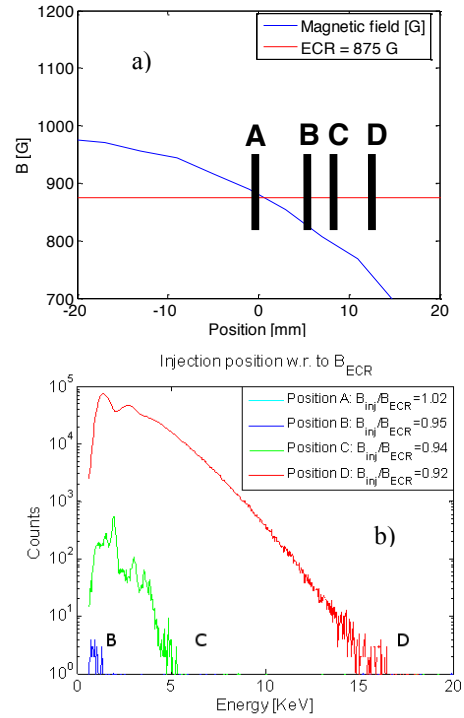 1200
1100
1000
900
800
700
B [G]
a)
Magnetic field [G]
ECR = 875 G
A B C D
-20 -10 0 10 20
Position [mm]
Injection position w.r. to B_ECR
10^5
10^4
10^3
10^2
10^1
10^0
Counts
Position A: B_inj/B_ECR=1.02
Position B: B_inj/B_ECR=0.95
Position C: B_inj/B_ECR=0.94
Position D: B_inj/B_ECR=0.92
b)
B C D
0 5 10 15 20
Energy [KeV]